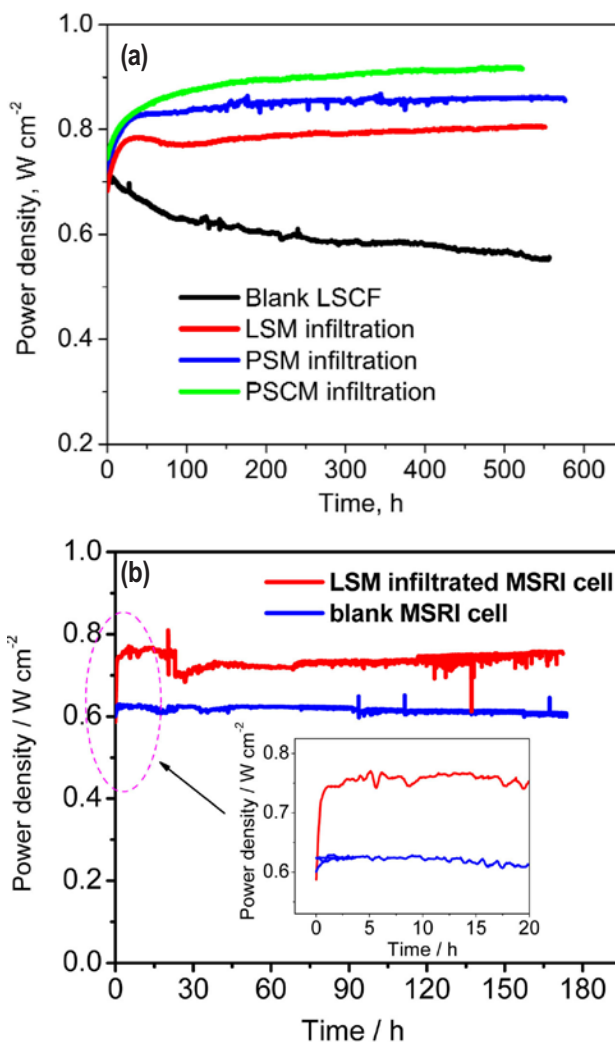 (a)
Power density, W cm⁻²
1.0
0.8
0.6
0.4
0.2
Blank LSCF
LSM infiltration
PSM infiltration
PSCM infiltration
0 100 200 300 400 500 600
Time, h
(b)
Power density / W cm⁻²
1.0
0.8
0.6
0.4
0.2
0.0
LSM infiltrated MSRI cell
blank MSRI cell
Power density / W cm⁻²
0.8
0.7
0.6
0 5 10 15 20
Time / h
0 30 60 90 120 150 180
Time / h